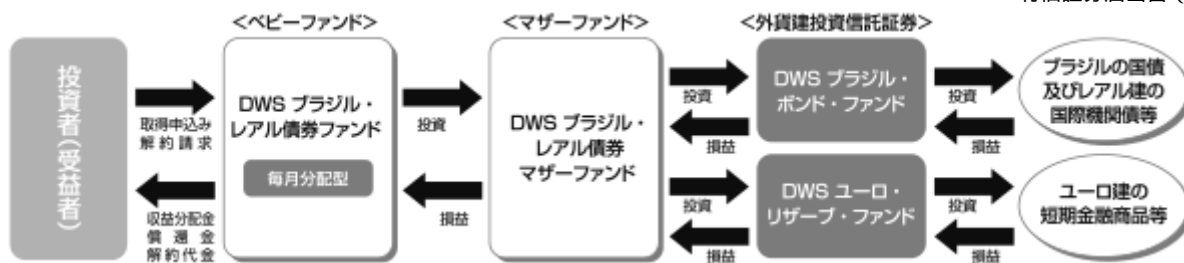 <ベビーファンド>
<マザーファンド>
<外貨建投資信託証券>
投資者(受益者)
取得申込み
解約請求
収益分配金
償還金
解約代金
DWS ブラジル・
レアル債券ファンド
毎月分配型
投資
損益
DWS ブラジル・
レアル債券
マザーファンド
投資
損益
投資
損益
DWS ブラジル・
ボンド・ファンド
DWS ユーロ・
リザーブ・ファンド
投資
損益
投資
損益
ブラジルの国債
及びレアル建の
国際機関債等
ユーロ建の
短期金融商品等